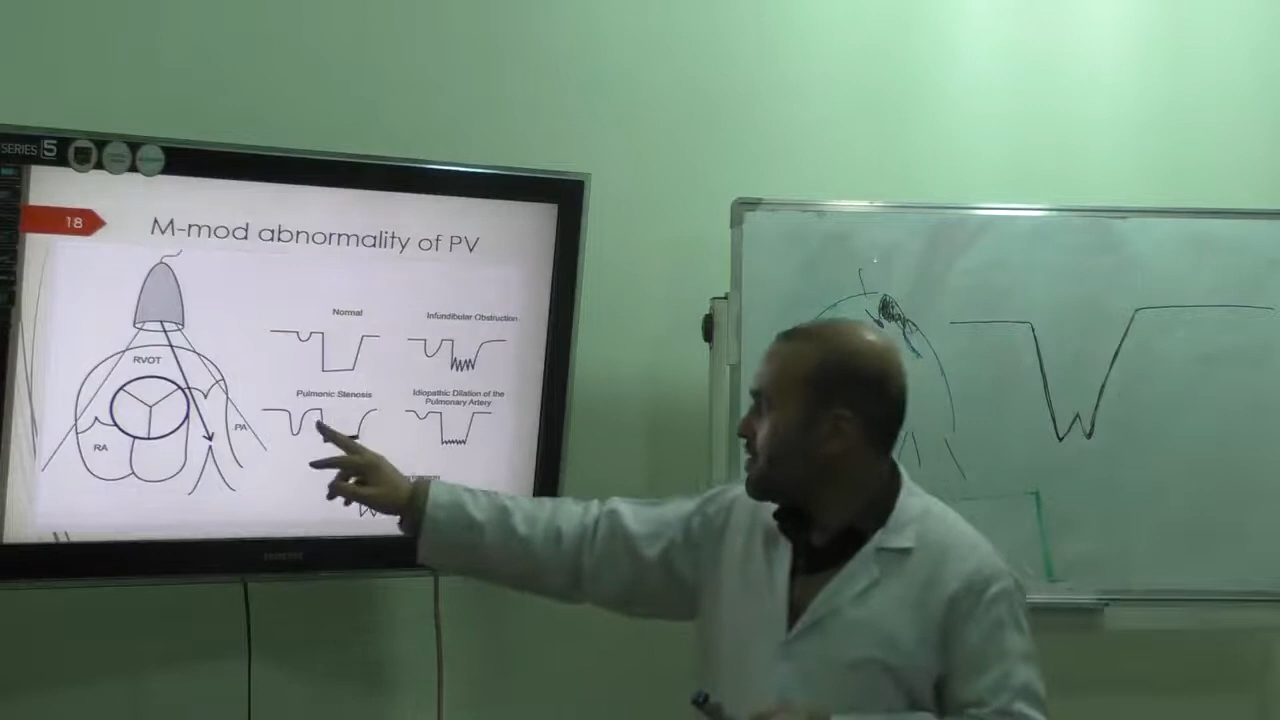 SERIES 5
18
M-mod abnormality of PV
Normal
Infundibular Obstruction
RVOT
Pulmonic Stenosis
Idiopathic Dilation of the
Pulmonary Artery
RA
PA
SAMSUNG